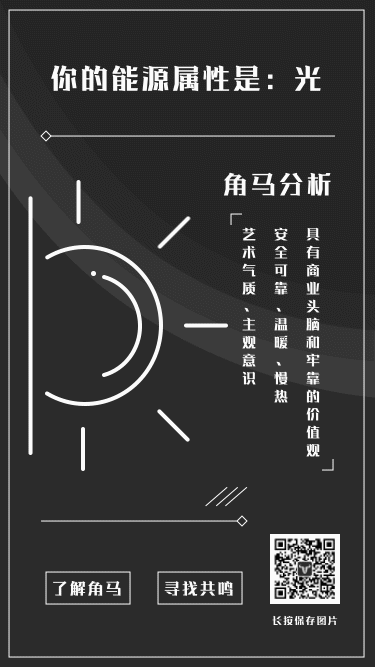 你的能源属性是：光
角马分析
具有商业头脑和牢靠的价值观
安全可靠、温暖、慢热
艺术气质、主观意识
了解角马
寻找共鸣
长按保存图片